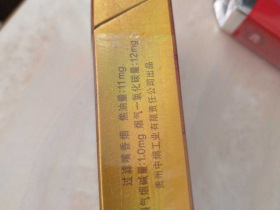 过滤嘴香烟 焦油量:11mg
烟气烟碱量:1.0mg 烟气一氧化碳量:12mg
贵州中烟工业有限责任公司出品